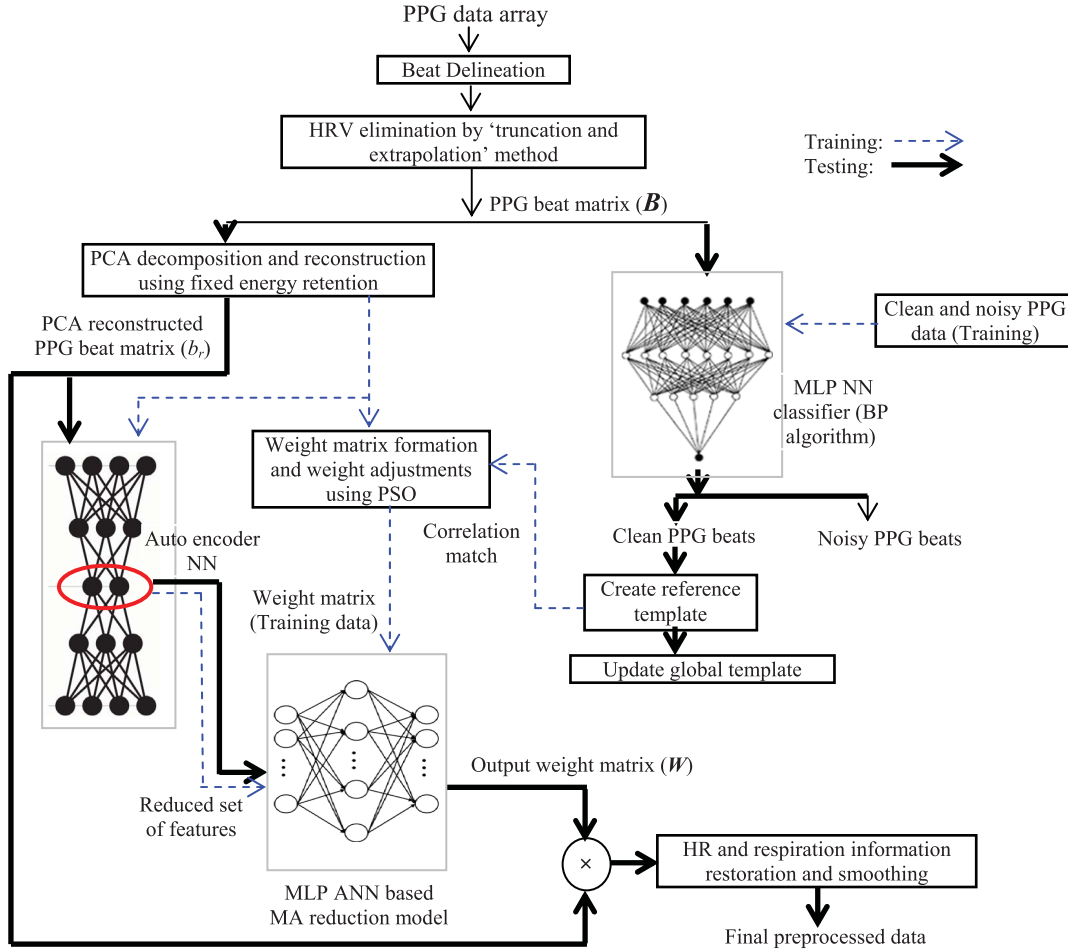 PPG data array
Beat Delineation
HRV elimination by ‘truncation and
extrapolation’ method
Training:
Testing:
PPG beat matrix (B)
PCA decomposition and reconstruction
using fixed energy retention
PCA reconstructed
PPG beat matrix (br)
Clean and noisy PPG
data (Training)
MLP NN
classifier (BP
algorithm)
Weight matrix formation
and weight adjustments
using PSO
Correlation
match
Clean PPG beats
Noisy PPG beats
Auto encoder
NN
Create reference
template
Weight matrix
(Training data)
Update global template
Output weight matrix (W)
Reduced set
of features
×
HR and respiration information
restoration and smoothing
MLP ANN based
MA reduction model
Final preprocessed data